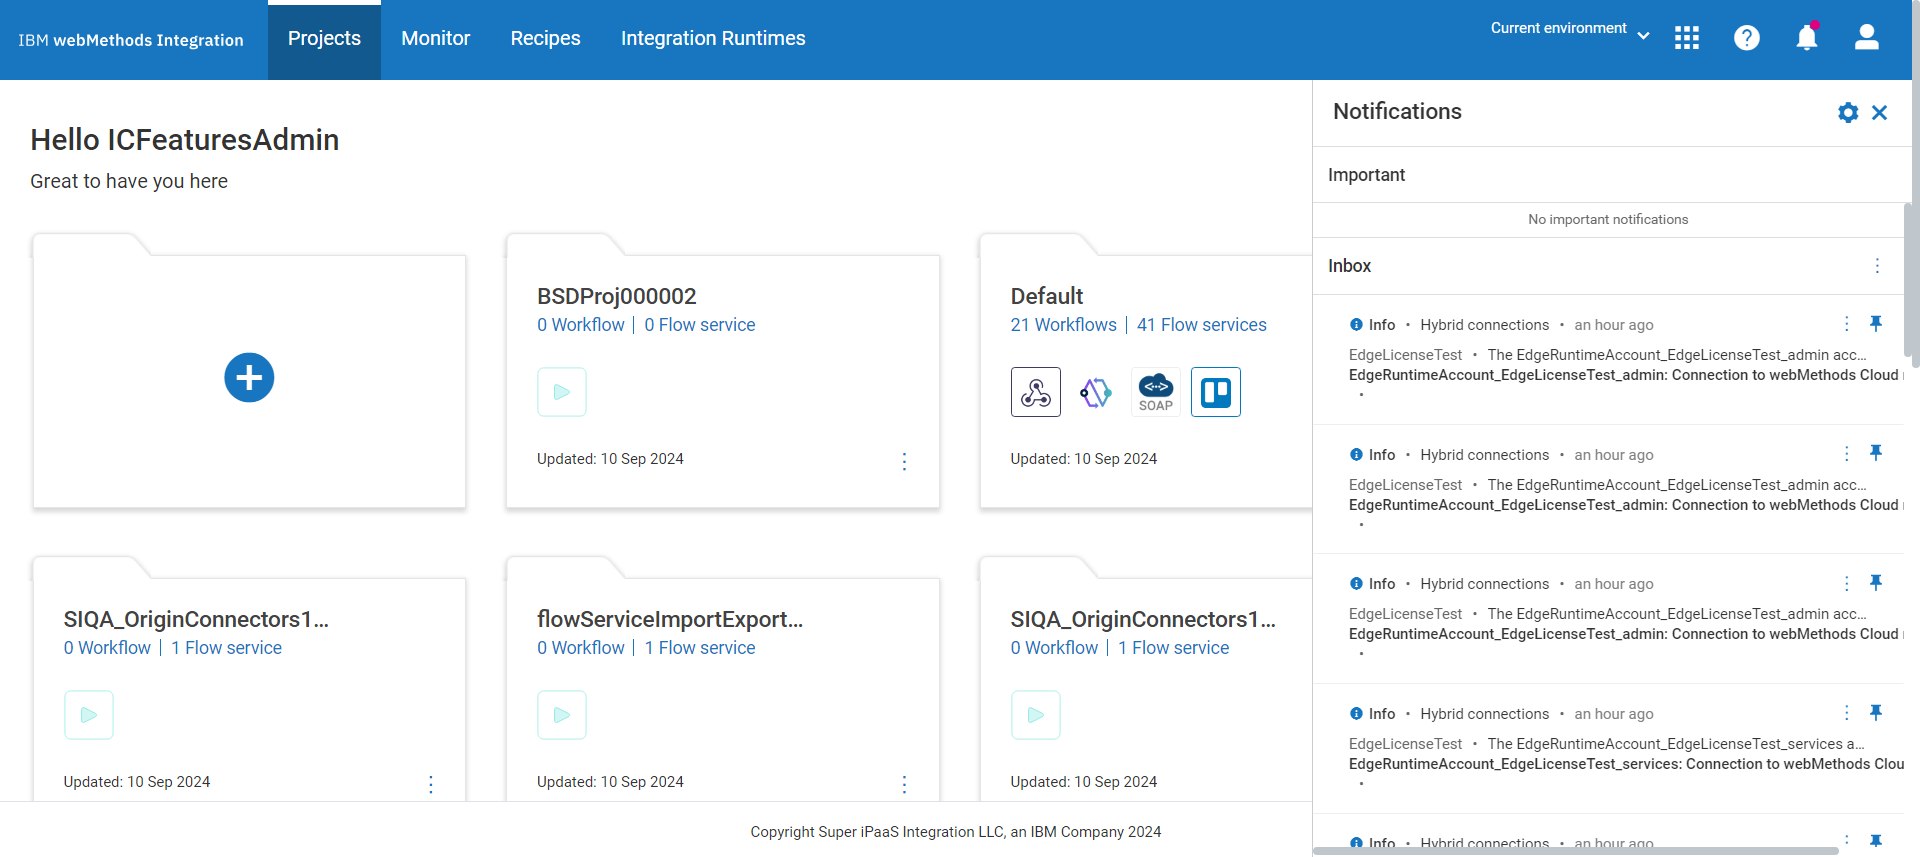 IBM webMethods Integration
Projects
Monitor
Recipes
Integration Runtimes
Current environment
Hello ICFeaturesAdmin
Great to have you here
BSDProj000002
0 Workflow | 0 Flow service
Updated: 10 Sep 2024
Default
21 Workflows | 41 Flow services
SOAP
Updated: 10 Sep 2024
SIQA_OriginConnectors1...
0 Workflow | 1 Flow service
Updated: 10 Sep 2024
flowServiceImportExport...
0 Workflow | 1 Flow service
Updated: 10 Sep 2024
SIQA_OriginConnectors1...
0 Workflow | 1 Flow service
Updated: 10 Sep 2024
Notifications
Important
No important notifications
Inbox
Info • Hybrid connections • an hour ago
EdgeLicenseTest • The EdgeRuntimeAccount_EdgeLicenseTest_admin acc...
EdgeRuntimeAccount_EdgeLicenseTest_admin: Connection to webMethods Cloud
•
Info • Hybrid connections • an hour ago
EdgeLicenseTest • The EdgeRuntimeAccount_EdgeLicenseTest_admin acc...
EdgeRuntimeAccount_EdgeLicenseTest_admin: Connection to webMethods Cloud
•
Info • Hybrid connections • an hour ago
EdgeLicenseTest • The EdgeRuntimeAccount_EdgeLicenseTest_admin acc...
EdgeRuntimeAccount_EdgeLicenseTest_admin: Connection to webMethods Cloud
•
Info • Hybrid connections • an hour ago
EdgeLicenseTest • The EdgeRuntimeAccount_EdgeLicenseTest_services a...
EdgeRuntimeAccount_EdgeLicenseTest_services: Connection to webMethods Clou
•
Info • Hybrid connections • an hour ago
Copyright Super iPaaS Integration LLC, an IBM Company 2024